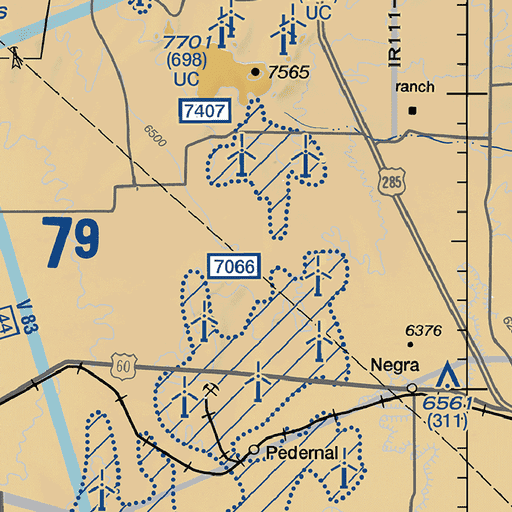 UC
7701
(698)
UC
7565
IR111
ranch
7407
6500
285
79
7066
44
V 83
6376
60
Negra
6561
(311)
Pedernal